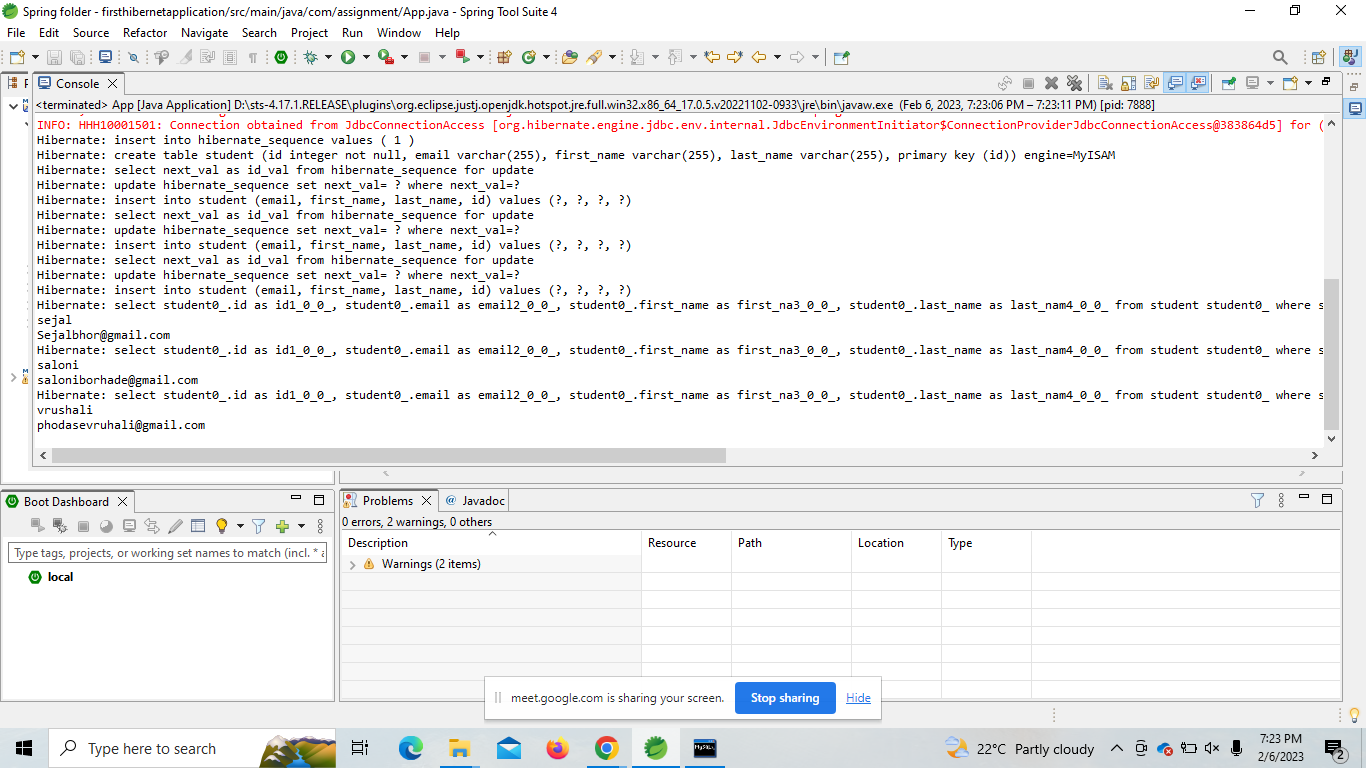 Spring folder - firsthibernetapplication/src/main/java/com/assignment/App.java - Spring Tool Suite 4
File Edit Source Refactor Navigate Search Project Run Window Help
Console
<terminated> App [Java Application] D:\sts-4.17.1.RELEASE\plugins\org.eclipse.justj.openjdk.hotspot.jre.full.win32.x86_64_17.0.5.v20221102-0933\jre\bin\javaw.exe (Feb 6, 2023, 7:23:06 PM – 7:23:11 PM) [pid: 7888]
INFO: HHH10001501: Connection obtained from JdbcConnectionAccess [org.hibernate.engine.jdbc.env.internal.JdbcEnvironmentInitiator$ConnectionProviderJdbcConnectionAccess@383864d5] for (
Hibernate: insert into hibernate_sequence values ( 1 )
Hibernate: create table student (id integer not null, email varchar(255), first_name varchar(255), last_name varchar(255), primary key (id)) engine=MyISAM
Hibernate: select next_val as id_val from hibernate_sequence for update
Hibernate: update hibernate_sequence set next_val= ? where next_val=?
Hibernate: insert into student (email, first_name, last_name, id) values (?, ?, ?, ?)
Hibernate: select next_val as id_val from hibernate_sequence for update
Hibernate: update hibernate_sequence set next_val= ? where next_val=?
Hibernate: insert into student (email, first_name, last_name, id) values (?, ?, ?, ?)
Hibernate: select next_val as id_val from hibernate_sequence for update
Hibernate: update hibernate_sequence set next_val= ? where next_val=?
Hibernate: insert into student (email, first_name, last_name, id) values (?, ?, ?, ?)
Hibernate: select student0_.id as id1_0_0_, student0_.email as email2_0_0_, student0_.first_name as first_na3_0_0_, student0_.last_name as last_nam4_0_0_ from student student0_ where s
sejal
Sejalbhor@gmail.com
Hibernate: select student0_.id as id1_0_0_, student0_.email as email2_0_0_, student0_.first_name as first_na3_0_0_, student0_.last_name as last_nam4_0_0_ from student student0_ where s
saloni
saloniborhade@gmail.com
Hibernate: select student0_.id as id1_0_0_, student0_.email as email2_0_0_, student0_.first_name as first_na3_0_0_, student0_.last_name as last_nam4_0_0_ from student student0_ where s
vrushali
phodasevruhali@gmail.com
Boot Dashboard
Type tags, projects, or working set names to match (incl. *
local
Problems Javadoc
0 errors, 2 warnings, 0 others
Description Resource Path Location Type
Warnings (2 items)
meet.google.com is sharing your screen. Stop sharing Hide
Type here to search
22°C Partly cloudy
7:23 PM
2/6/2023
2